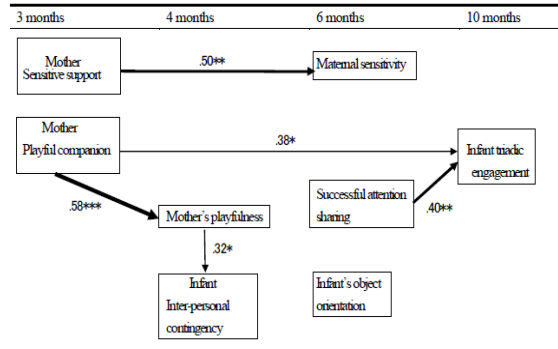 3 months 4 months 6 months 10 months
Mother
Sensitive support
.50**
Maternal sensitivity
Mother
Playful companion
.38*
Infant triadic
engagement
Successful attention
sharing
.40**
.58***
Mother's playfulness
.32*
Infant
Inter-personal
contingency
Infant's object
orientation